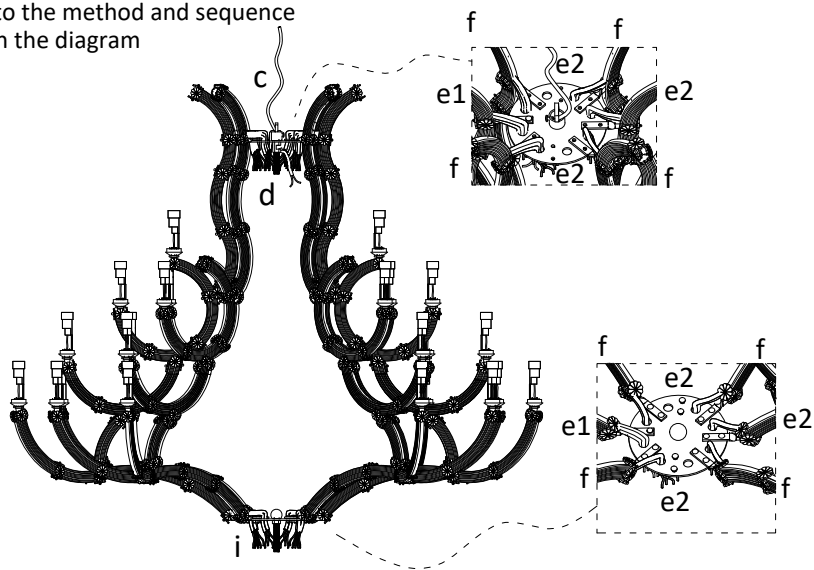 to the method and sequence
the diagram
c
d
i
f
f
e2
e1
e2
f
e2
f
f
f
e2
e1
e2
f
f
e2